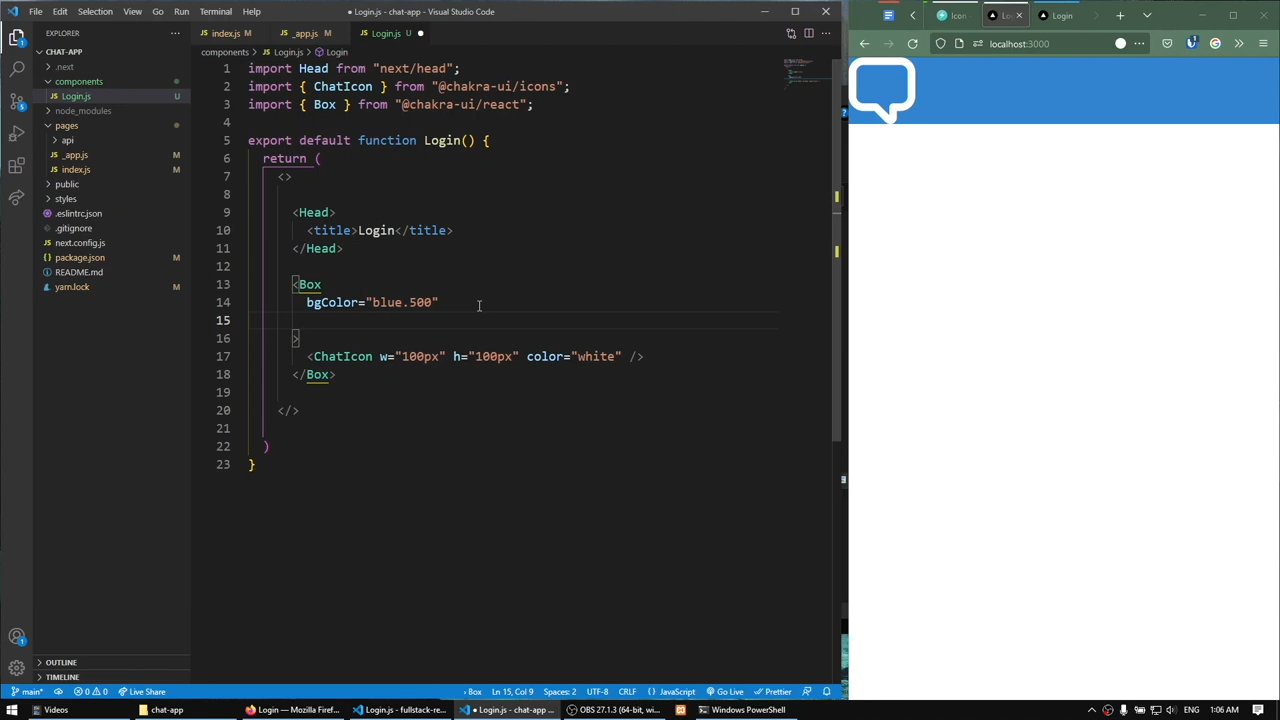 File Edit Selection View Go Run Terminal Help
● Login.js - chat-app - Visual Studio Code
EXPLORER
CHAT-APP
.next
components
Login.js U
node_modules
pages
api
_app.js M
index.js M
public
styles
.eslintrc.json
.gitignore
next.config.js
package.json M
README.md
yarn.lock M
OUTLINE
TIMELINE
index.js M _app.js M Login.js U ●
components > Login.js > Login
1 import Head from "next/head";
2 import { ChatIcon } from "@chakra-ui/icons";
3 import { Box } from "@chakra-ui/react";
4
5 export default function Login() {
6 return (
7 <>
8
9 <Head>
10 <title>Login</title>
11 </Head>
12
13 <Box
14 bgColor="blue.500"
15
16 >
17 <ChatIcon w="100px" h="100px" color="white" />
18 </Box>
19
20 </>
21
22 )
23 }
Icon Lo Login
localhost:3000
main* 0 0 Live Share
Box Ln 15, Col 9 Spaces: 2 UTF-8 CRLF JavaScript Go Live Prettier
Videos chat-app Login — Mozilla Firef... Login.js - fullstack-re... ● Login.js - chat-app ... OBS 27.1.3 (64-bit, wi... Windows PowerShell ENG 1:06 AM